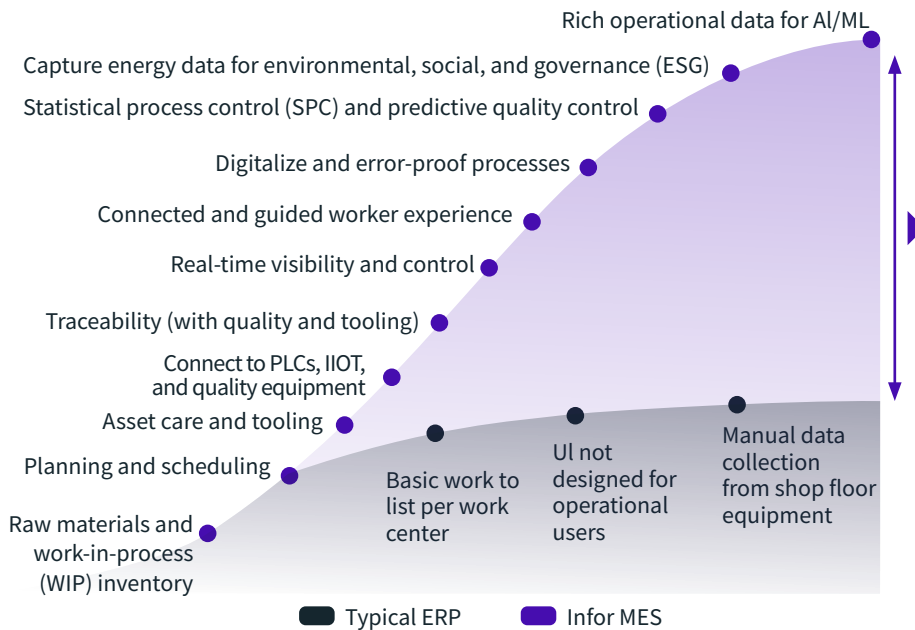 Rich operational data for AI/ML
Capture energy data for environmental, social, and governance (ESG)
Statistical process control (SPC) and predictive quality control
Digitalize and error-proof processes
Connected and guided worker experience
Real-time visibility and control
Traceability (with quality and tooling)
Connect to PLCs, IIOT,
and quality equipment
Asset care and tooling
Planning and scheduling
Raw materials and
work-in-process
(WIP) inventory
Basic work to
list per work
center
UI not
designed for
operational
users
Manual data
collection
from shop floor
equipment
Typical ERP
Infor MES